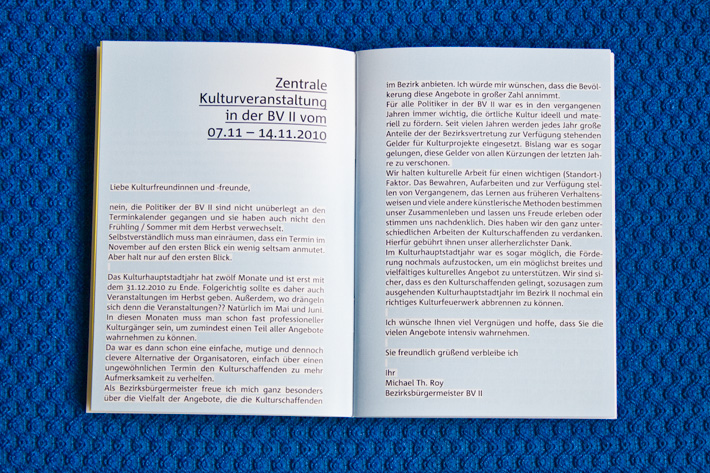 Zentrale
Kulturveranstaltung
in der BV II vom
07.11 – 14.11.2010
Liebe Kulturfreundinnen und -freunde,
nein, die Politiker der BV II sind nicht unüberlegt an den
Terminkalender gegangen und sie haben auch nicht den
Frühling / Sommer mit dem Herbst verwechselt.
Selbstverständlich muss man einräumen, dass ein Termin im
November auf den ersten Blick ein wenig seltsam anmutet.
Aber halt nur auf den ersten Blick.
Das Kulturhauptstadtjahr hat zwölf Monate und ist erst mit
dem 31.12.2010 zu Ende. Folgerichtig sollte es daher auch
Veranstaltungen im Herbst geben. Außerdem, wo drängeln
sich denn die Veranstaltungen?? Natürlich im Mai und Juni.
In diesen Monaten muss man schon fast professioneller
Kulturgänger sein, um zumindest einen Teil aller Angebote
wahrnehmen zu können.
Da war es dann schon eine einfache, mutige und dennoch
clevere Alternative der Organisatoren, einfach über einen
ungewöhnlichen Termin den Kulturschaffenden zu mehr
Aufmerksamkeit zu verhelfen.
Als Bezirksbürgermeister freue ich mich ganz besonders
über die Vielfalt der Angebote, die die Kulturschaffenden
im Bezirk anbieten. Ich würde mir wünschen, dass die Bevöl-
kerung diese Angebote in großer Zahl annimmt.
Für alle Politiker in der BV II war es in den vergangenen
Jahren immer wichtig, die örtliche Kultur ideell und mate-
riell zu fördern. Seit vielen Jahren werden jedes Jahr große
Anteile der der Bezirksvertretung zur Verfügung stehenden
Gelder für Kulturprojekte eingesetzt. Bislang war es sogar
gelungen, diese Gelder von allen Kürzungen der letzten Jah-
re zu verschonen.
Wir halten kulturelle Arbeit für einen wichtigen (Standort-)
Faktor. Das Bewahren, Aufarbeiten und zur Verfügung stel-
len von Vergangenem, das Lernen aus früheren Verhaltens-
weisen und viele andere künstlerische Methoden bestimmen
unser Zusammenleben und lassen uns Freude erleben oder
stimmen uns nachdenklich. Dies haben wir den ganz unter-
schiedlichen Arbeiten der Kulturschaffenden zu verdanken.
Hierfür gebührt ihnen unser allerherzlichster Dank.
Im Kulturhauptstadtjahr war es sogar möglich, die Förde-
rung nochmals aufzustocken, um ein möglichst breites und
vielfältiges kulturelles Angebot zu unterstützen. Wir sind si-
cher, dass es den Kulturschaffenden gelingt, sozusagen zum
ausgehenden Kulturhauptstadtjahr im Bezirk II nochmal ein
richtiges Kulturfeuerwerk abbrennen zu können.
Ich wünsche Ihnen viel Vergnügen und hoffe, dass Sie die
vielen Angebote intensiv wahrnehmen.
Sie freundlich grüßend verbleibe ich
Ihr
Michael Th. Roy
Bezirksbürgermeister BV II